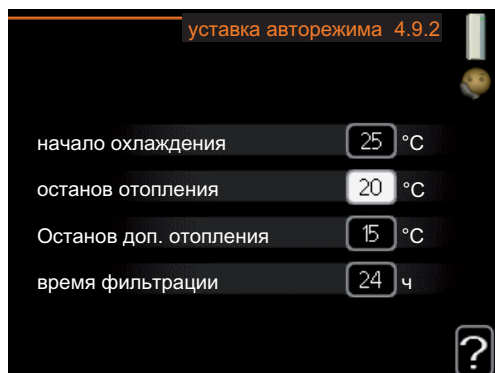 уставка авторежима 4.9.2
начало охлаждения 25 °C
останов отопления 20 °C
Останов доп. отопления 15 °C
время фильтрации 24 ч
?